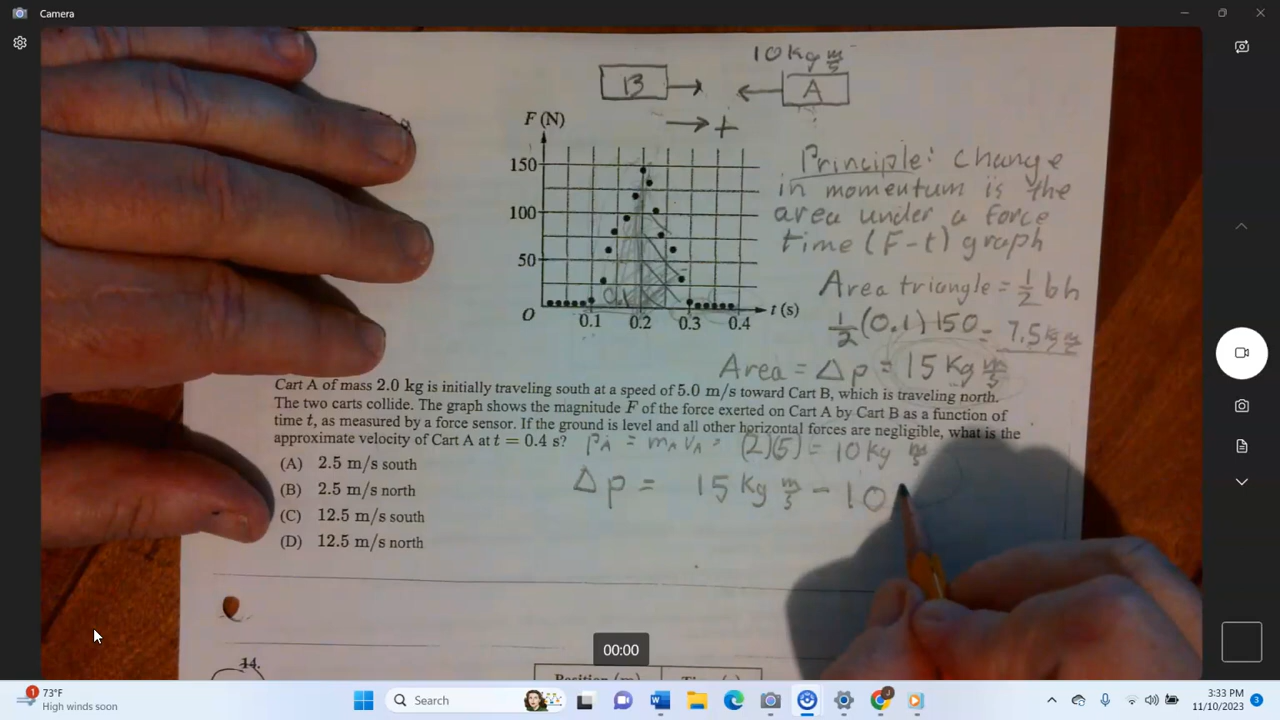 Camera
10 kg m/s
B
A
→ +
F (N)
150
100
50
O
0.1
0.2
0.3
0.4
t (s)
Principle: Change
in momentum is the
area under a force
time (F-t) graph
Area triangle = 1/2 bh
1/2 (0.1) 150 = 7.5 kg m/s
Area = Δp = 15 Kg m/s
Cart A of mass 2.0 kg is initially traveling south at a speed of 5.0 m/s toward Cart B, which is traveling north.
The two carts collide. The graph shows the magnitude F of the force exerted on Cart A by Cart B as a function of
time t, as measured by a force sensor. If the ground is level and all other horizontal forces are negligible, what is the
approximate velocity of Cart A at t = 0.4 s?
PA = mA vA = (2)(5) = 10 kg m/s
Δp = 15 Kg m/s - 10
(A) 2.5 m/s south
(B) 2.5 m/s north
(C) 12.5 m/s south
(D) 12.5 m/s north
00:00
14.
73°F
High winds soon
Search
3:33 PM
11/10/2023